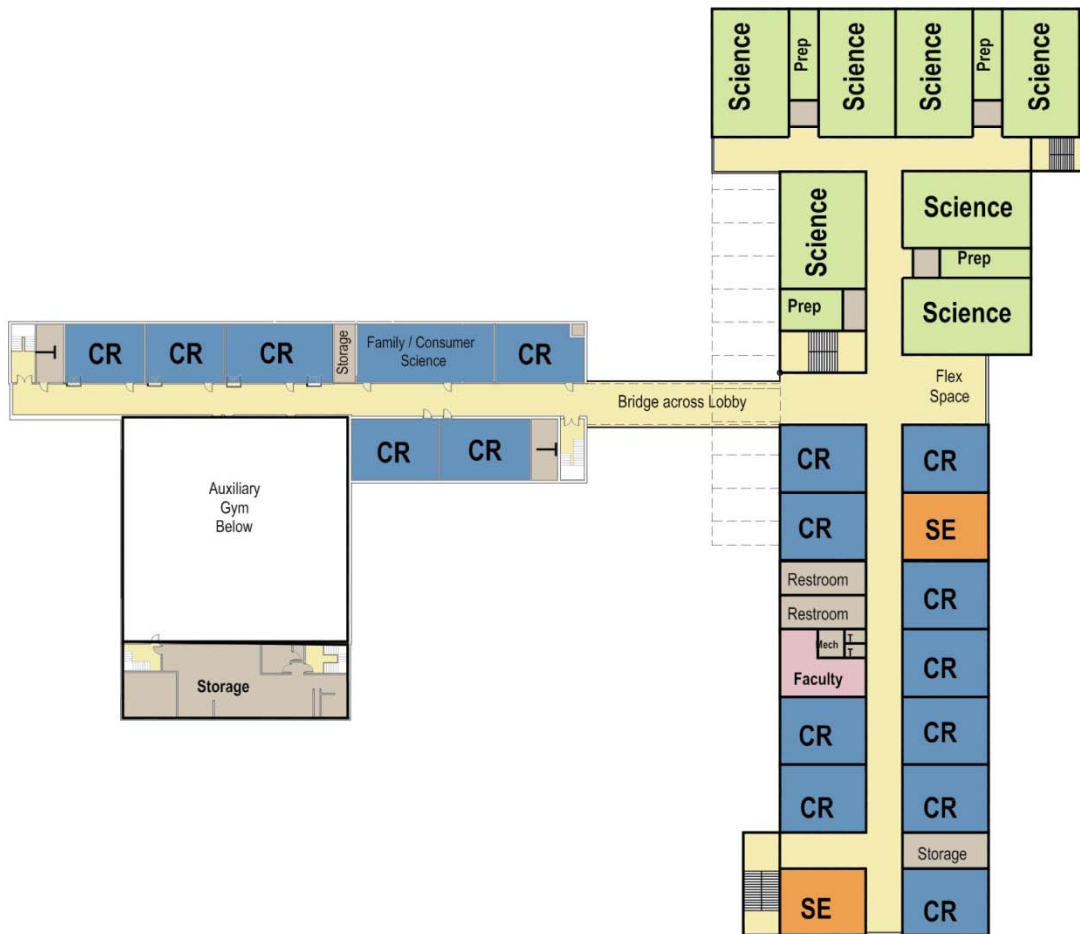 Science
Prep
Science
Science
Prep
Science
Science
Science
Prep
Science
Prep
CR
CR
CR
Storage
Family / Consumer
Science
CR
Bridge across Lobby
Flex
Space
T
CR
CR
T
CR
CR
Auxiliary
Gym
Below
CR
SE
Restroom
CR
Restroom
Mech
T
T
CR
Faculty
Storage
CR
CR
CR
CR
Storage
SE
CR